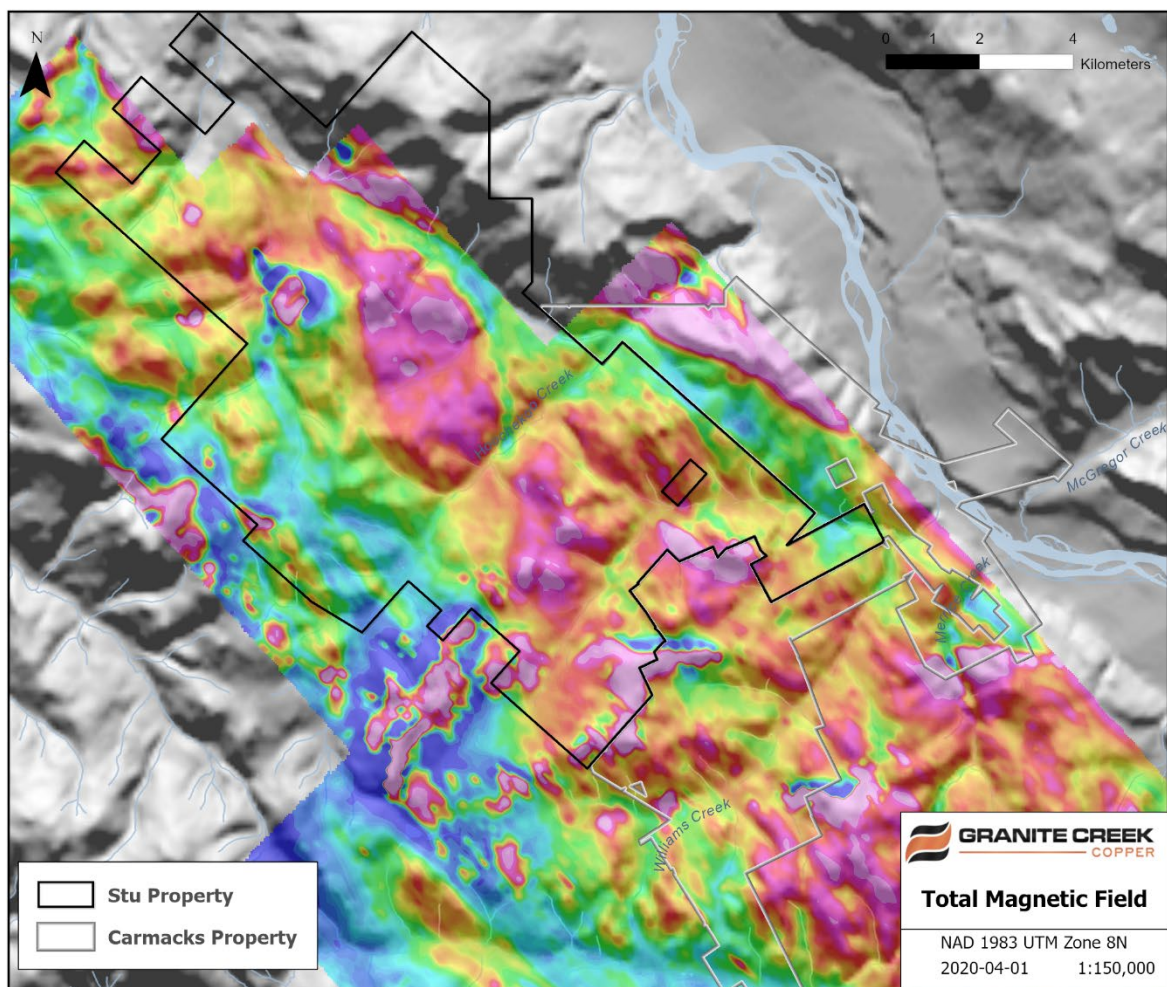 N
0 1 2 4
Kilometers
McGregor Creek
Creek
Williams Creek
Stu Property
Carmacks Property
GRANITE CREEK
COPPER
Total Magnetic Field
NAD 1983 UTM Zone 8N
2020-04-01 1:150,000